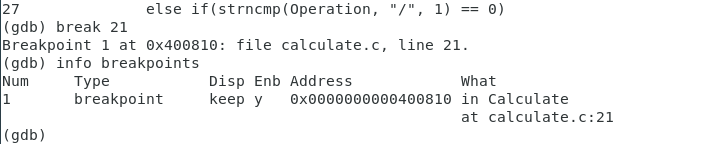 27              else if(strncmp(Operation, "/", 1) == 0)
(gdb) break 21
Breakpoint 1 at 0x400810: file calculate.c, line 21.
(gdb) info breakpoints
Num     Type           Disp Enb Address            What
1       breakpoint     keep y   0x0000000000400810 in Calculate
                                                   at calculate.c:21
(gdb)